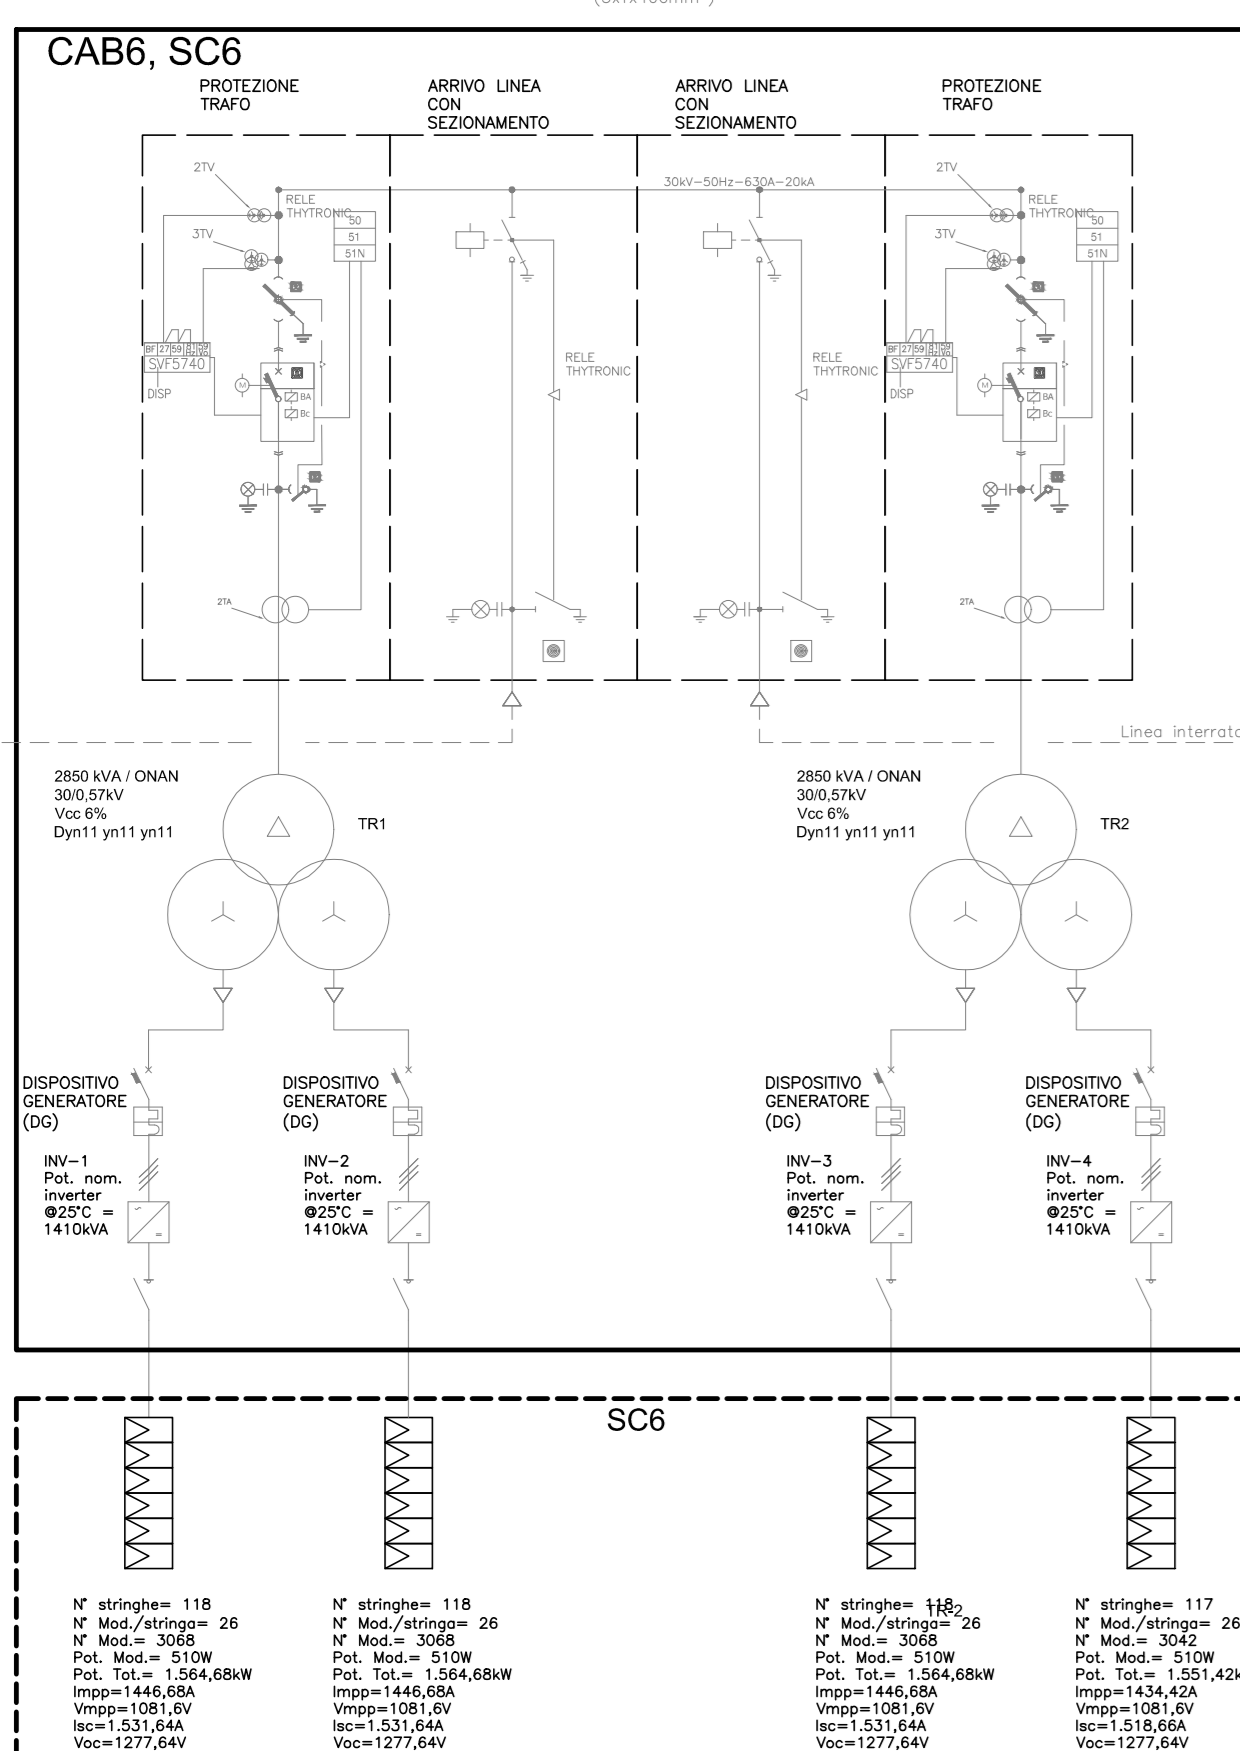 (3x1x400mm²)
CAB6, SC6
PROTEZIONE
TRAFO
ARRIVO LINEA
CON
SEZIONAMENTO
ARRIVO LINEA
CON
SEZIONAMENTO
PROTEZIONE
TRAFO
2TV
RELE
THYTRONIC
50
51
51N
3TV
30kV-50Hz-630A-20kA
2TV
RELE
THYTRONIC
50
51
51N
3TV
BF 27 59 81 59
Hz Vo
SVF5740
DISP
M
BA
Bc
RELE
THYTRONIC
RELE
THYTRONIC
BF 27 59 81 59
Hz Vo
SVF5740
DISP
M
BA
Bc
2TA
2TA
Linea interrata
2850 kVA / ONAN
30/0,57kV
Vcc 6%
Dyn11 yn11 yn11
TR1
2850 kVA / ONAN
30/0,57kV
Vcc 6%
Dyn11 yn11 yn11
TR2
DISPOSITIVO
GENERATORE
(DG)
DISPOSITIVO
GENERATORE
(DG)
DISPOSITIVO
GENERATORE
(DG)
DISPOSITIVO
GENERATORE
(DG)
INV-1
Pot. nom.
inverter
@25°C =
1410kVA
INV-2
Pot. nom.
inverter
@25°C =
1410kVA
INV-3
Pot. nom.
inverter
@25°C =
1410kVA
INV-4
Pot. nom.
inverter
@25°C =
1410kVA
SC6
N° stringhe= 118
N° Mod./stringa= 26
N° Mod.= 3068
Pot. Mod.= 510W
Pot. Tot.= 1.564,68kW
Impp=1446,68A
Vmpp=1081,6V
Isc=1.531,64A
Voc=1277,64V
N° stringhe= 118
N° Mod./stringa= 26
N° Mod.= 3068
Pot. Mod.= 510W
Pot. Tot.= 1.564,68kW
Impp=1446,68A
Vmpp=1081,6V
Isc=1.531,64A
Voc=1277,64V
N° stringhe= 118
TR-2
N° Mod./stringa= 26
N° Mod.= 3068
Pot. Mod.= 510W
Pot. Tot.= 1.564,68kW
Impp=1446,68A
Vmpp=1081,6V
Isc=1.531,64A
Voc=1277,64V
N° stringhe= 117
N° Mod./stringa= 26
N° Mod.= 3042
Pot. Mod.= 510W
Pot. Tot.= 1.551,42k
Impp=1434,42A
Vmpp=1081,6V
Isc=1.518,66A
Voc=1277,64V